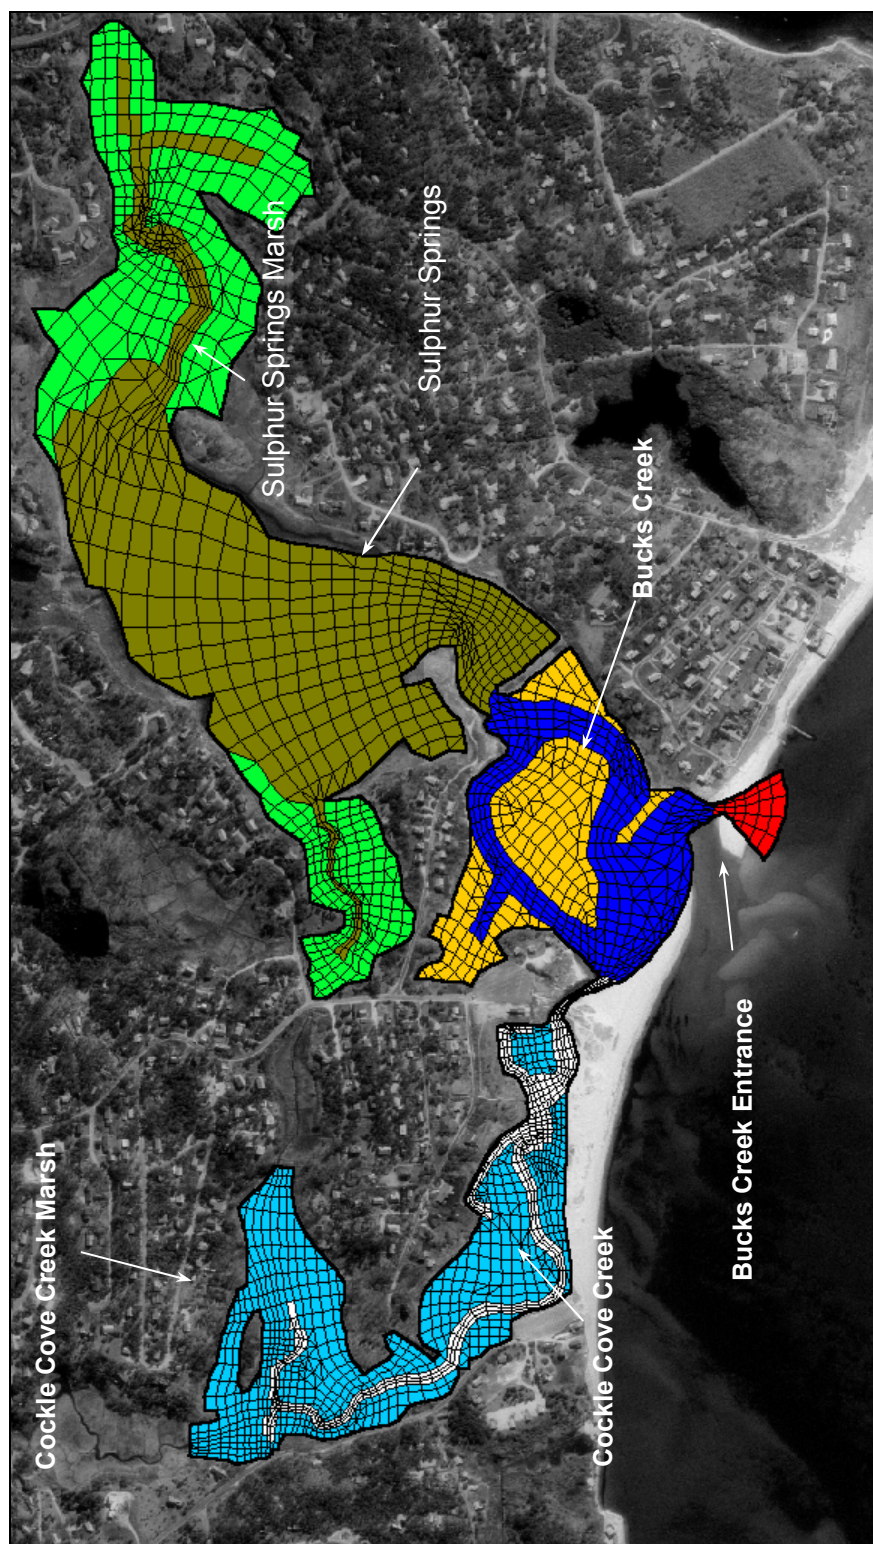 Sulphur Springs Marsh
Sulphur Springs
Bucks Creek
Bucks Creek Entrance
Cockle Cove Creek Marsh
Cockle Cove Creek